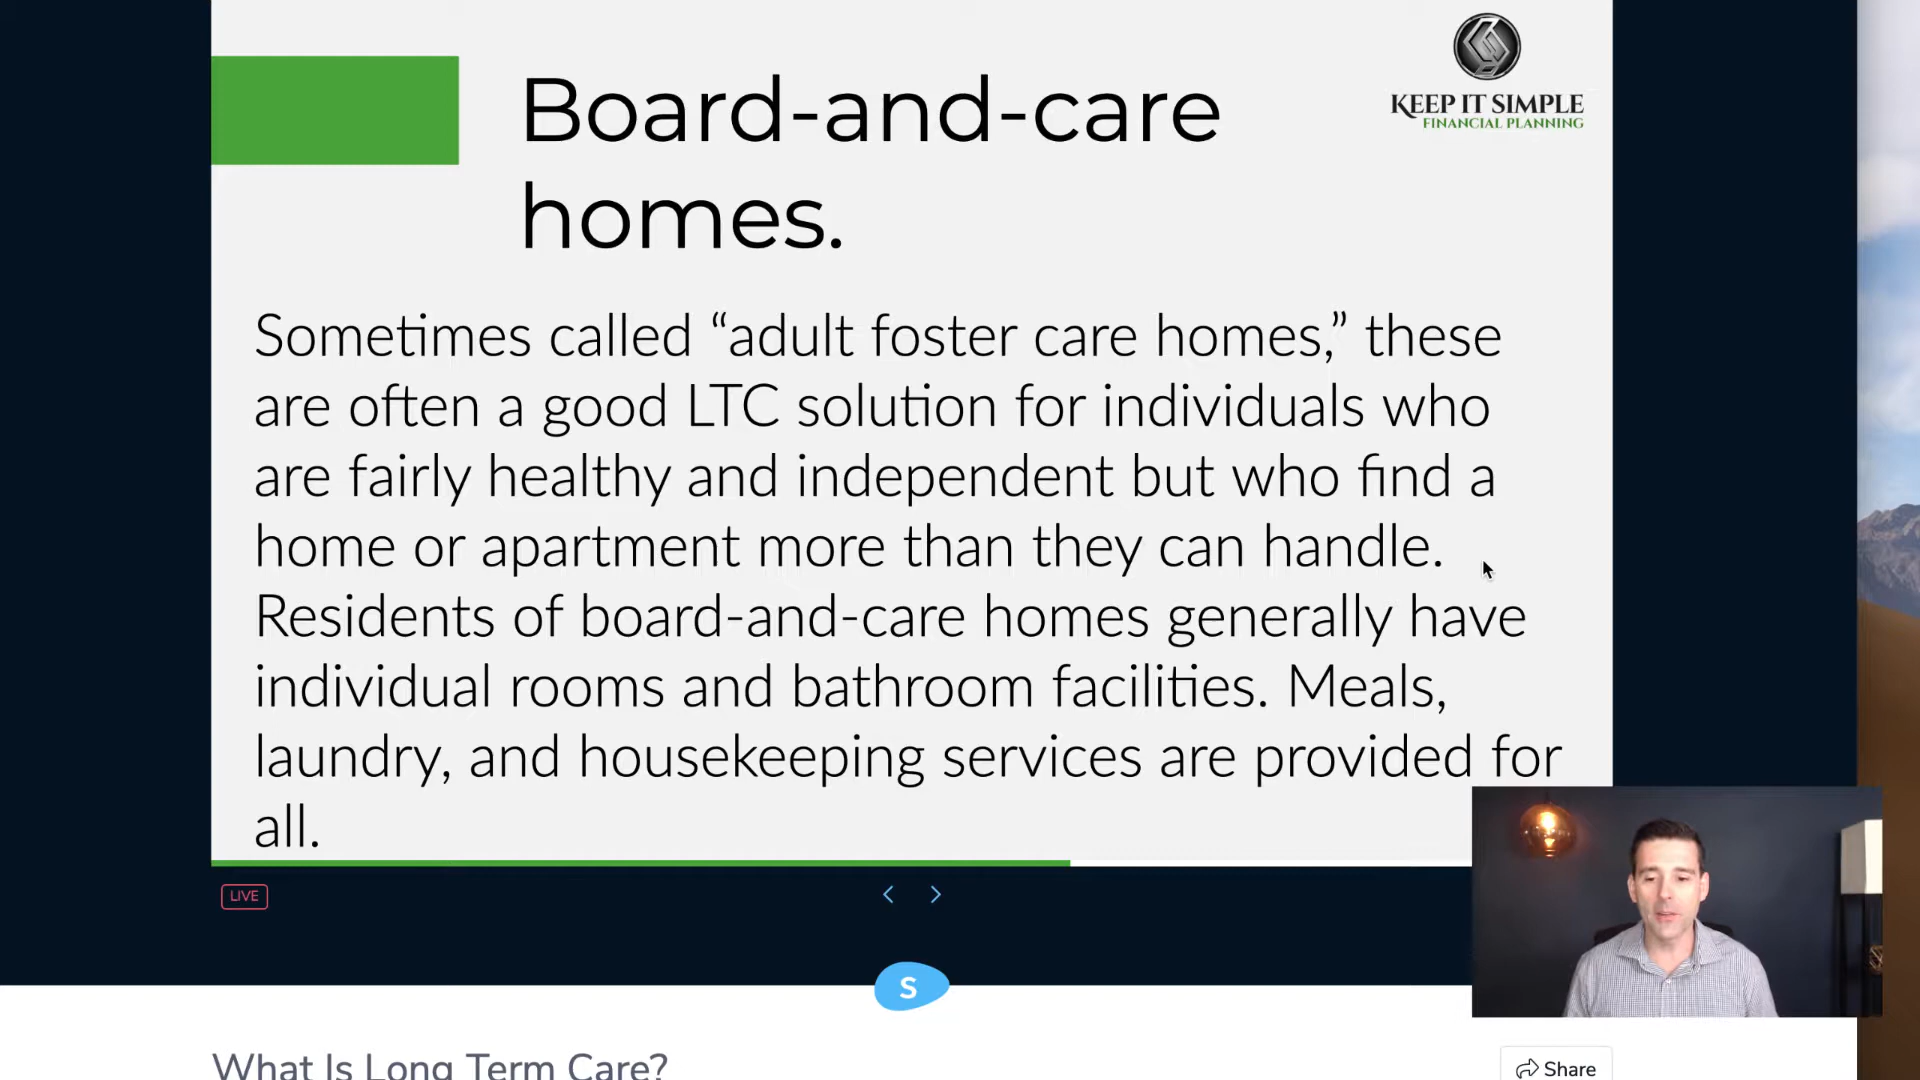 Board-and-care
homes.
KEEP IT SIMPLE
FINANCIAL PLANNING
Sometimes called “adult foster care homes,” these
are often a good LTC solution for individuals who
are fairly healthy and independent but who find a
home or apartment more than they can handle.
Residents of board-and-care homes generally have
individual rooms and bathroom facilities. Meals,
laundry, and housekeeping services are provided for
all.
LIVE
S
What Is Long Term Care?
Share